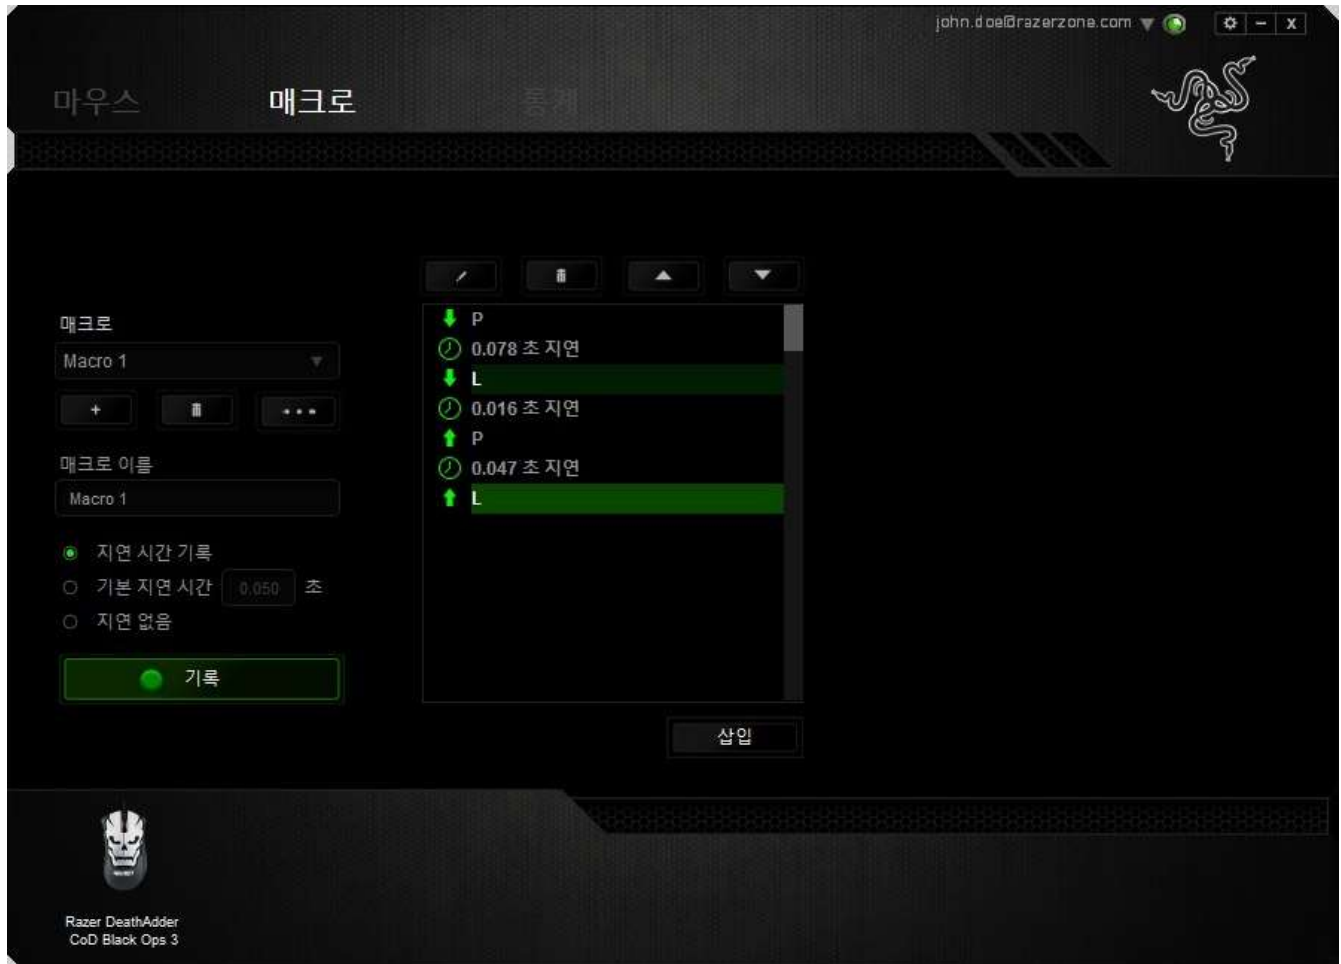 john.doe@razerzone.com
마우스
매크로
통계
매크로
Macro 1
매크로 이름
Macro 1
지연 시간 기록
기본 지연 시간 0.050 초
지연 없음
기록
P
0.078 초 지연
L
0.016 초 지연
P
0.047 초 지연
L
삽입
Razer DeathAdder
CoD Black Ops 3